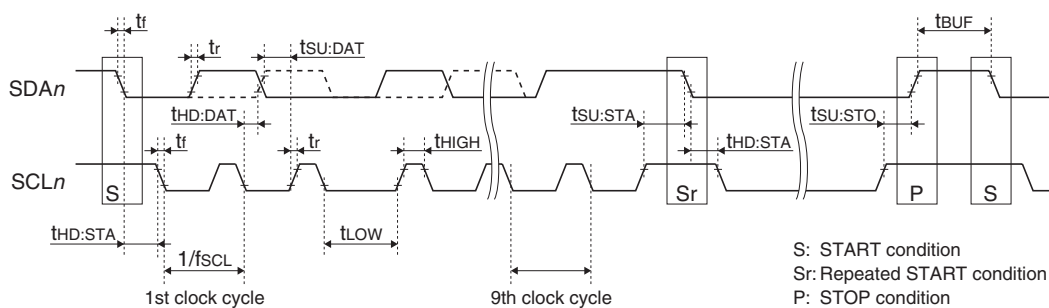 tf
tr
tSU:DAT
tBUF
SDAn
tHD:DAT
tf
tr
tHIGH
tSU:STA
tHD:STA
tSU:STO
SCLn
S
Sr
P
S
tHD:STA
1/fSCL
tLOW
1st clock cycle
9th clock cycle
S: START condition
Sr: Repeated START condition
P: STOP condition